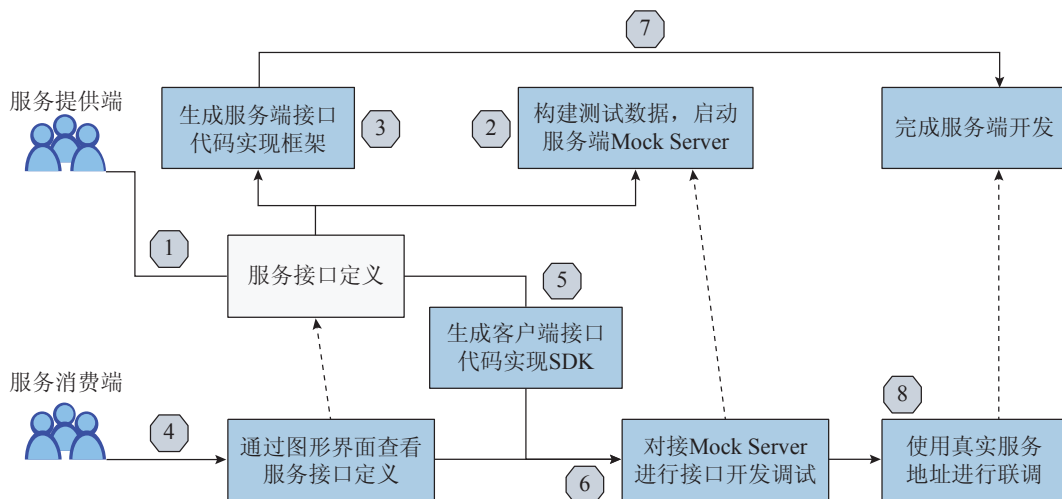 7
服务提供端
生成服务端接口
代码实现框架
3
2
构建测试数据，启动
服务端Mock Server
完成服务端开发
1
服务接口定义
5
生成客户端接口
代码实现SDK
服务消费端
4
通过图形界面查看
服务接口定义
6
对接Mock Server
进行接口开发调试
8
使用真实服务
地址进行联调